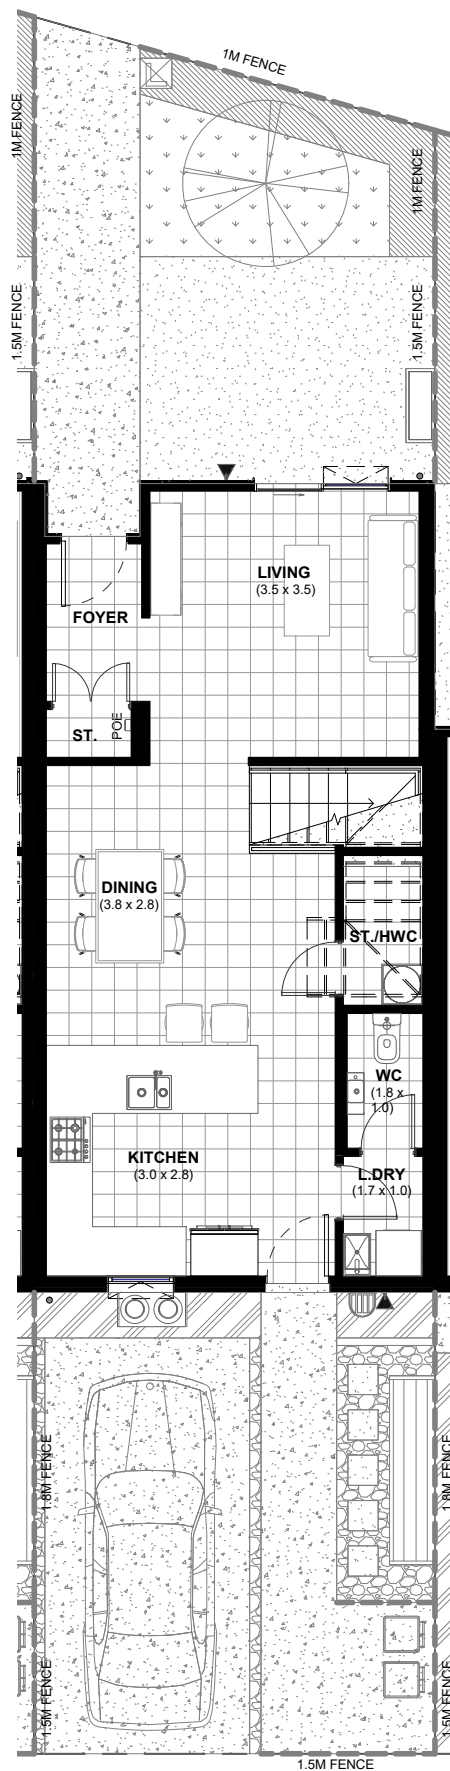 1M FENCE
1M FENCE
1M FENCE
1.5M FENCE
1.5M FENCE
LIVING
(3.5 x 3.5)
FOYER
ST.
POE
DINING
(3.8 x 2.8)
ST./HWC
WC
(1.8 x
1.0)
KITCHEN
(3.0 x 2.8)
L.DRY
(1.7 x 1.0)
1.8M FENCE
1.8M FENCE
1.5M FENCE
1.5M FENCE
1.5M FENCE